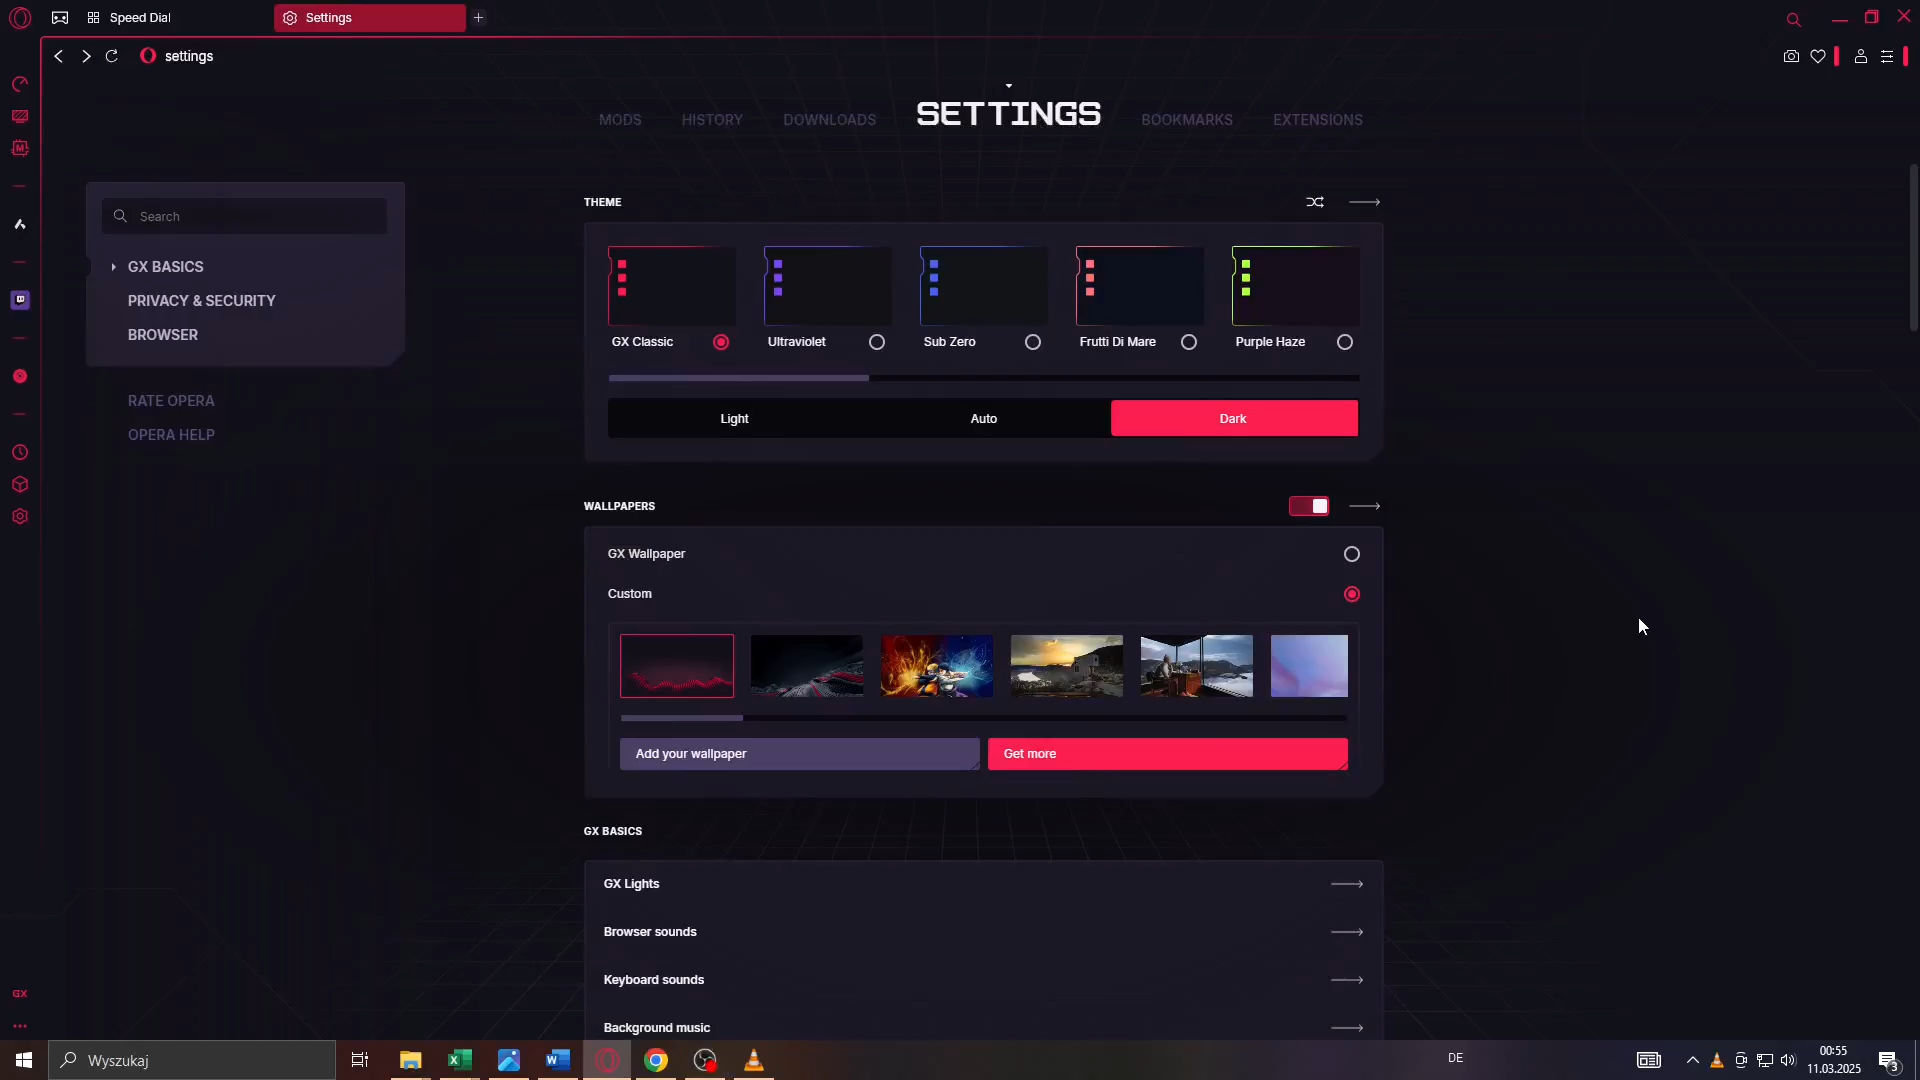 Speed Dial
Settings
settings
MODS
HISTORY
DOWNLOADS
SETTINGS
BOOKMARKS
EXTENSIONS
Search
GX BASICS
PRIVACY & SECURITY
BROWSER
RATE OPERA
OPERA HELP
THEME
GX Classic
Ultraviolet
Sub Zero
Frutti Di Mare
Purple Haze
Light
Auto
Dark
WALLPAPERS
GX Wallpaper
Custom
Add your wallpaper
Get more
GX BASICS
GX Lights
Browser sounds
Keyboard sounds
Background music
M
GX
Wyszukaj
DE
00:55
11.03.2025
3